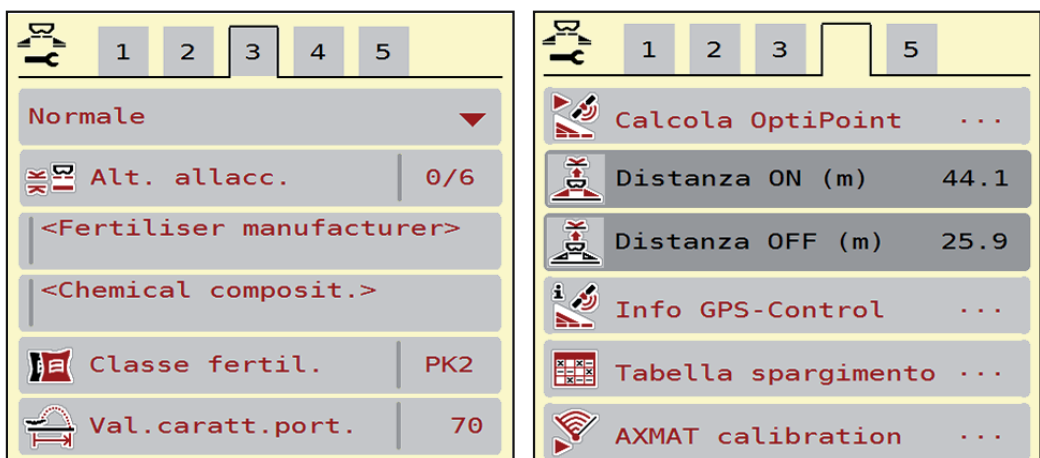 1 2 3 4 5
Normale
Alt. allacc. 0/6
<Fertiliser manufacturer>
<Chemical composit.>
Classe fertil. PK2
Val.caratt.port. 70
1 2 3 5
Calcola OptiPoint ...
Distanza ON (m) 44.1
Distanza OFF (m) 25.9
i
Info GPS-Control ...
Tabella spargimento ...
AXMAT calibration ...